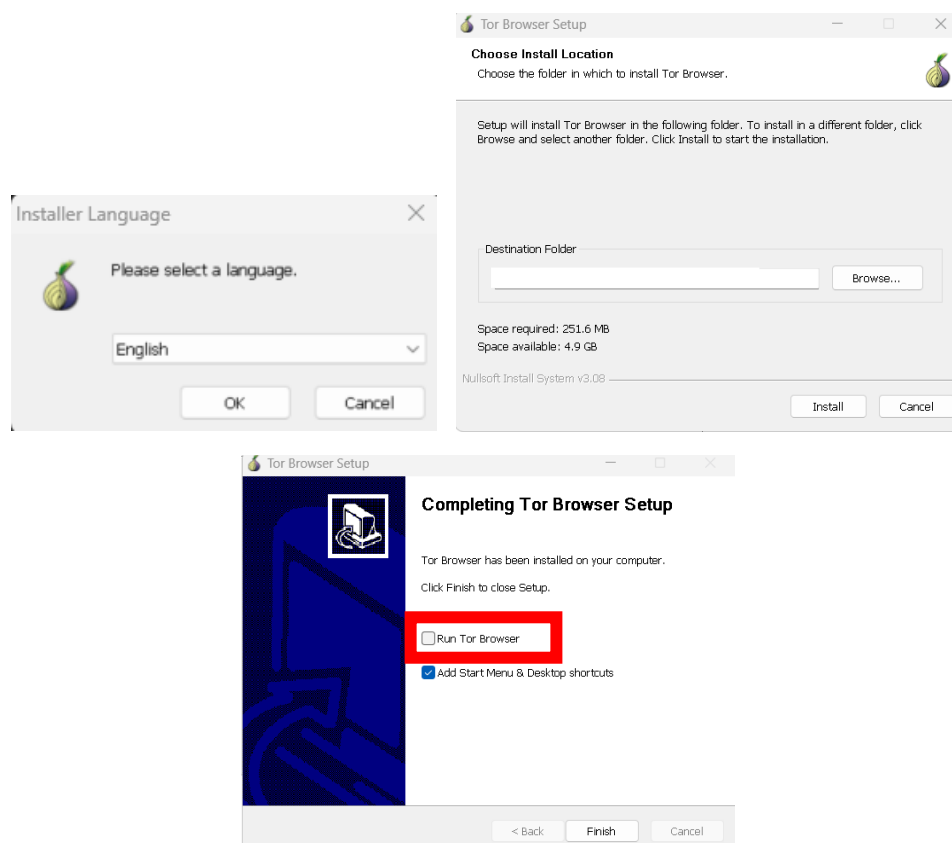 Tor Browser Setup
Choose Install Location
Choose the folder in which to install Tor Browser.
Setup will install Tor Browser in the following folder. To install in a different folder, click
Browse and select another folder. Click Install to start the installation.
Destination Folder
Browse...
Space required: 251.6 MB
Space available: 4.9 GB
Nullsoft Install System v3.08
Install
Cancel
Installer Language
Please select a language.
English
OK
Cancel
Tor Browser Setup
Completing Tor Browser Setup
Tor Browser has been installed on your computer.
Click Finish to close Setup.
Run Tor Browser
Add Start Menu & Desktop shortcuts
< Back
Finish
Cancel